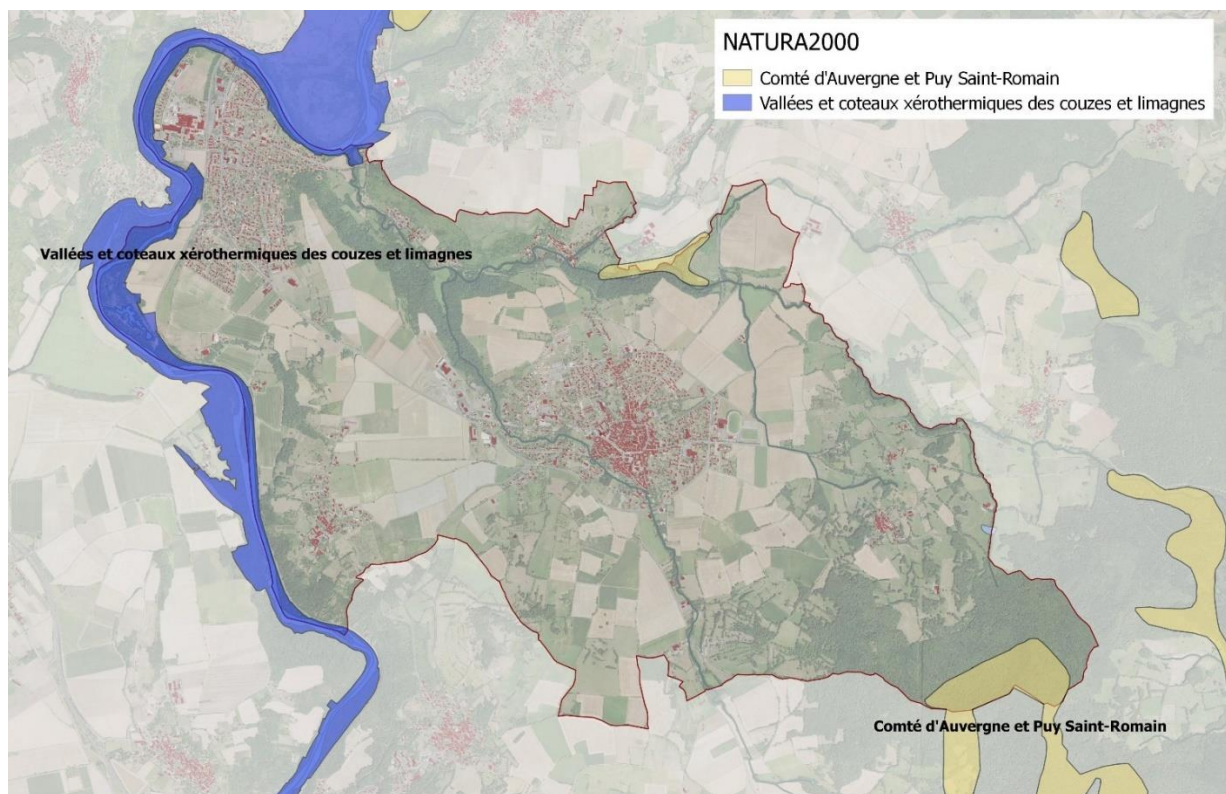 NATURA2000
Comté d'Auvergne et Puy Saint-Romain
Vallées et coteaux xérothermiques des couzes et limagnes
Vallées et coteaux xérothermiques des couzes et limagnes
Comté d'Auvergne et Puy Saint-Romain